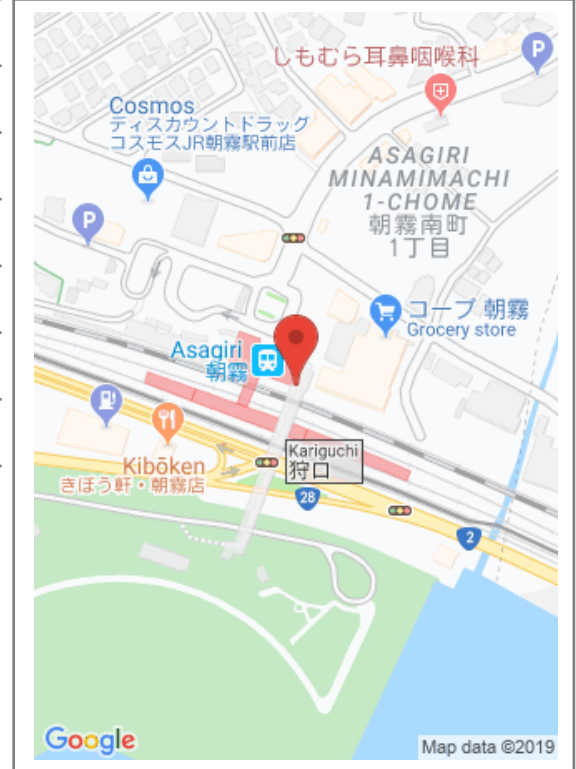 P
しもむら耳鼻咽喉科
Cosmos
ディスカウントドラッグ
コスモスJR朝霧駅前店
ASAGIRI
MINAMIMACHI
1-CHOME
朝霧南町
1丁目
P
コープ 朝霧
Grocery store
Asagiri
朝霧
Kibōken
きぼう軒・朝霧店
Kariguchi
狩口
28
2
Google
Map data ©2019